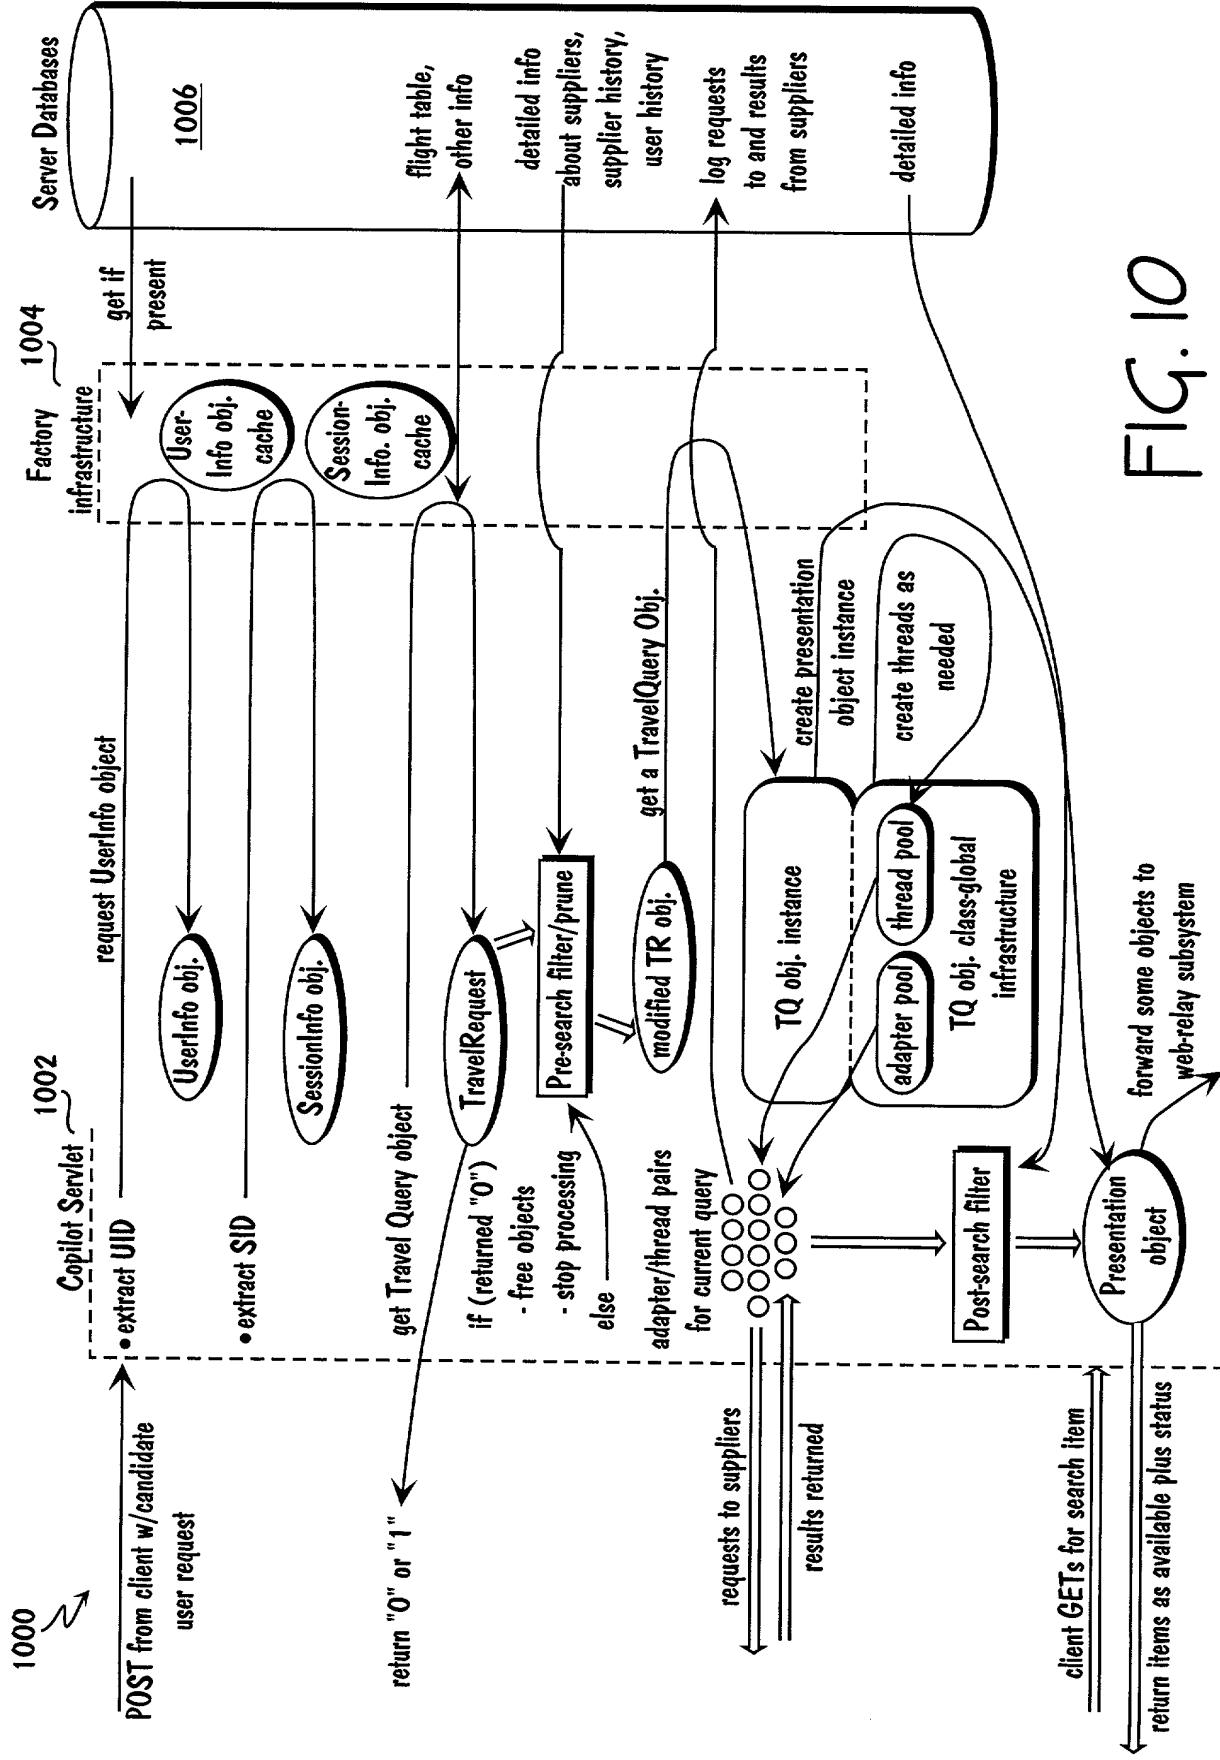 1000
POST from client w/candidate
user request
Copilot Servlet
1002
• extract UID
request UserInfo object
Factory
infrastructure
1004
get if
present
Server Databases
1006
User-
Info obj.
cache
UserInfo obj.
• extract SID
Session-
Info. obj.
cache
SessionInfo obj.
get Travel Query object
flight table,
other info
TravelRequest
return "0" or "1"
if (returned "0")
- free objects
- stop processing
else
Pre-search filter/prune
detailed info
about suppliers,
supplier history,
user history
modified TR obj.
get a TravelQuery Obj.
log requests
to and results
from suppliers
adapter/thread pairs
for current query
requests to suppliers
results returned
TQ obj. instance
create presentation
object instance
adapter pool
thread pool
create threads as
needed
TQ obj. class-global
infrastructure
detailed info
Post-search filter
client GETs for search item
return items as available plus status
Presentation
object
forward some objects to
web-relay subsystem
FIG. 10